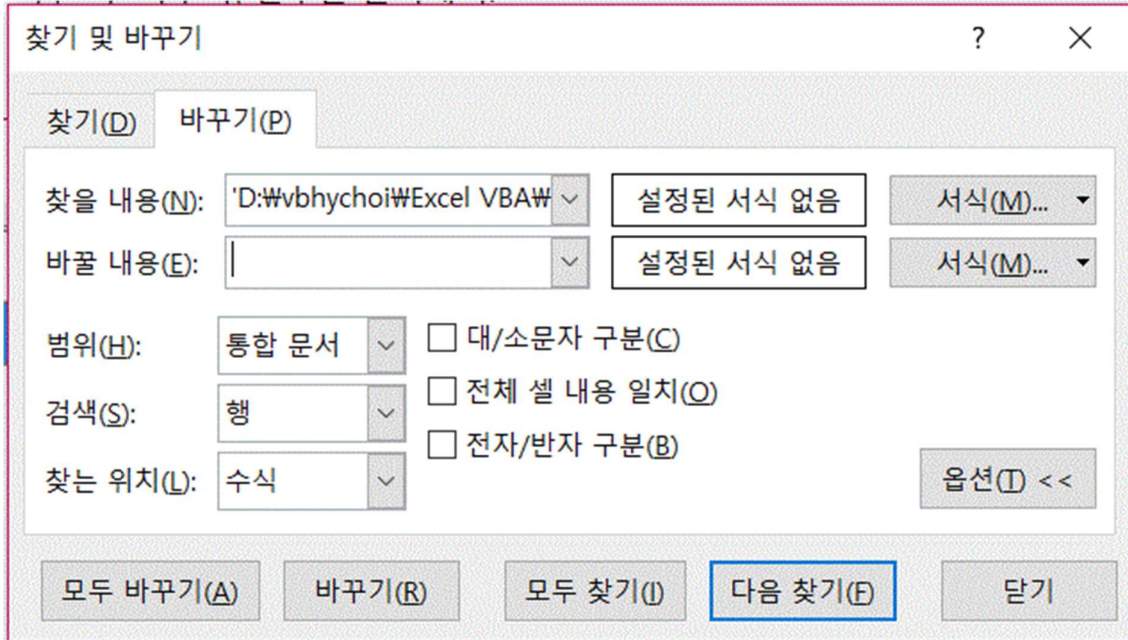 찾기 및 바꾸기 ?
찾기(D) 바꾸기(P)
찾을 내용(N): 'D:₩vbhychoi₩Excel VBA₩ 설정된 서식 없음 서식(M)...
바꿀 내용(E): 설정된 서식 없음 서식(M)...
범위(H): 통합 문서 대/소문자 구분(C)
검색(S): 행 전체 셀 내용 일치(O)
전자/반자 구분(B)
찾는 위치(L): 수식 옵션(T) <<
모두 바꾸기(A) 바꾸기(R) 모두 찾기(I) 다음 찾기(F) 닫기